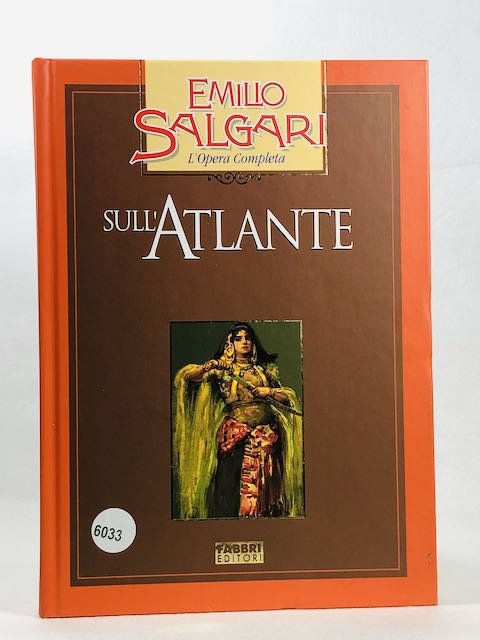 EMILIO
SALGARI
L'Opera Completa
SULL'ATLANTE
6033
FABBRI
EDITORI